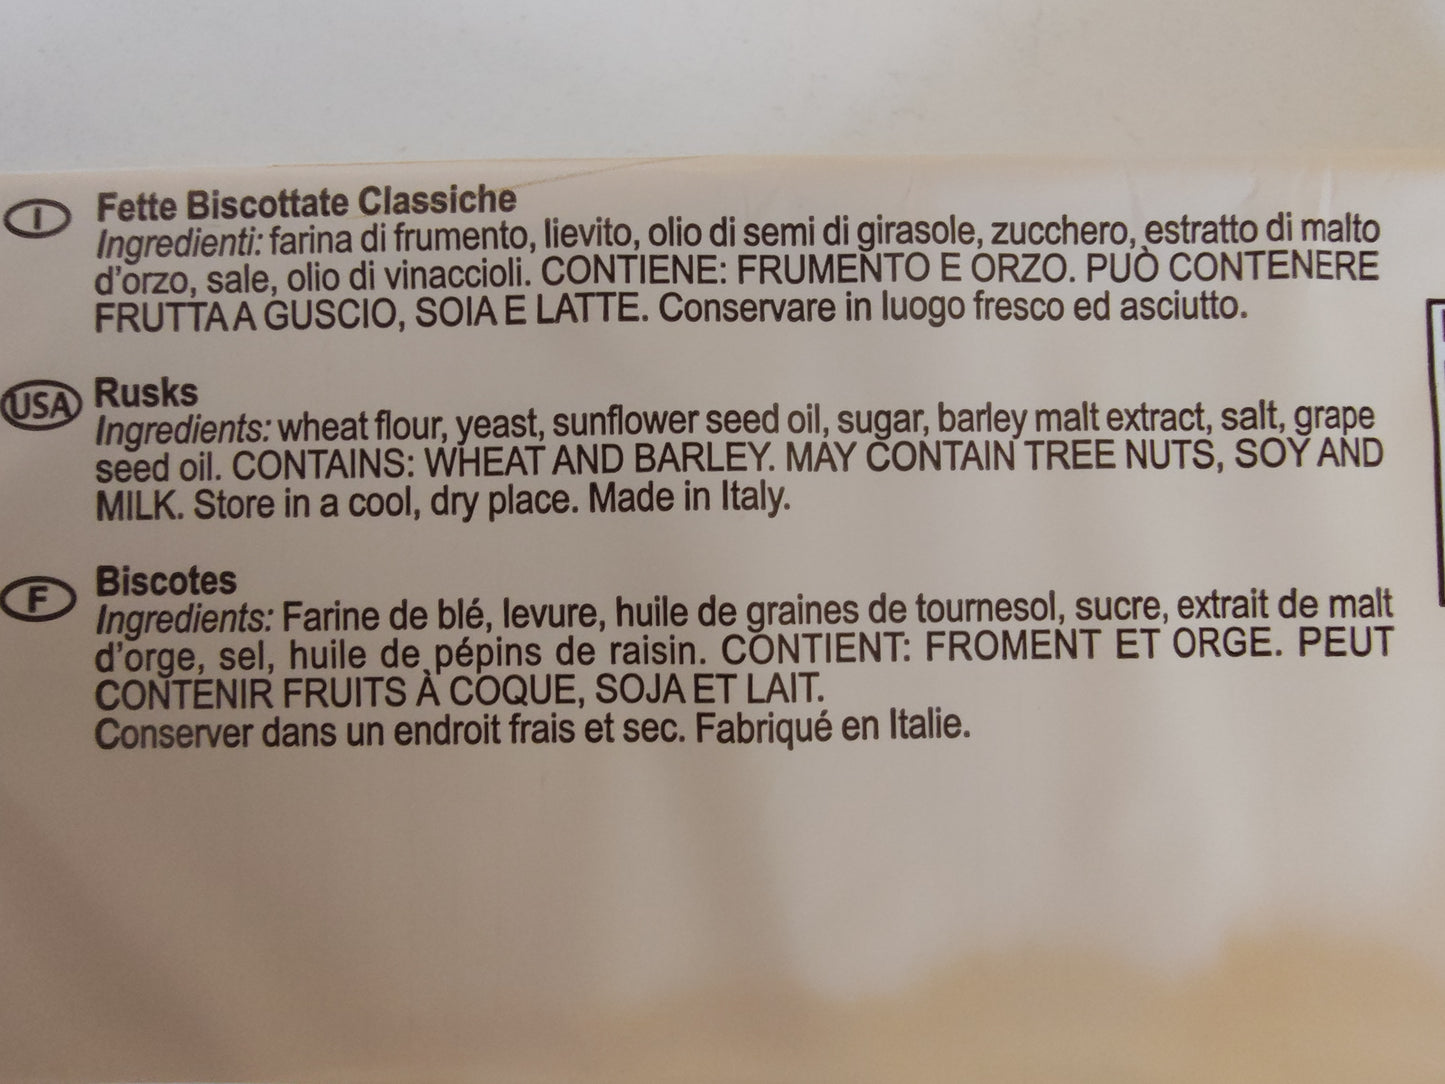 I Fette Biscottate Classiche
Ingredienti: farina di frumento, lievito, olio di semi di girasole, zucchero, estratto di malto
d'orzo, sale, olio di vinaccioli. CONTIENE: FRUMENTO E ORZO. PUÒ CONTENERE
FRUTTA A GUSCIO, SOIA E LATTE. Conservare in luogo fresco ed asciutto.
USA Rusks
Ingredients: wheat flour, yeast, sunflower seed oil, sugar, barley malt extract, salt, grape
seed oil. CONTAINS: WHEAT AND BARLEY. MAY CONTAIN TREE NUTS, SOY AND
MILK. Store in a cool, dry place. Made in Italy.
F Biscotes
Ingredients: Farine de blé, levure, huile de graines de tournesol, sucre, extrait de malt
d'orge, sel, huile de pépins de raisin. CONTIENT: FROMENT ET ORGE. PEUT
CONTENIR FRUITS À COQUE, SOJA ET LAIT.
Conserver dans un endroit frais et sec. Fabriqué en Italie.